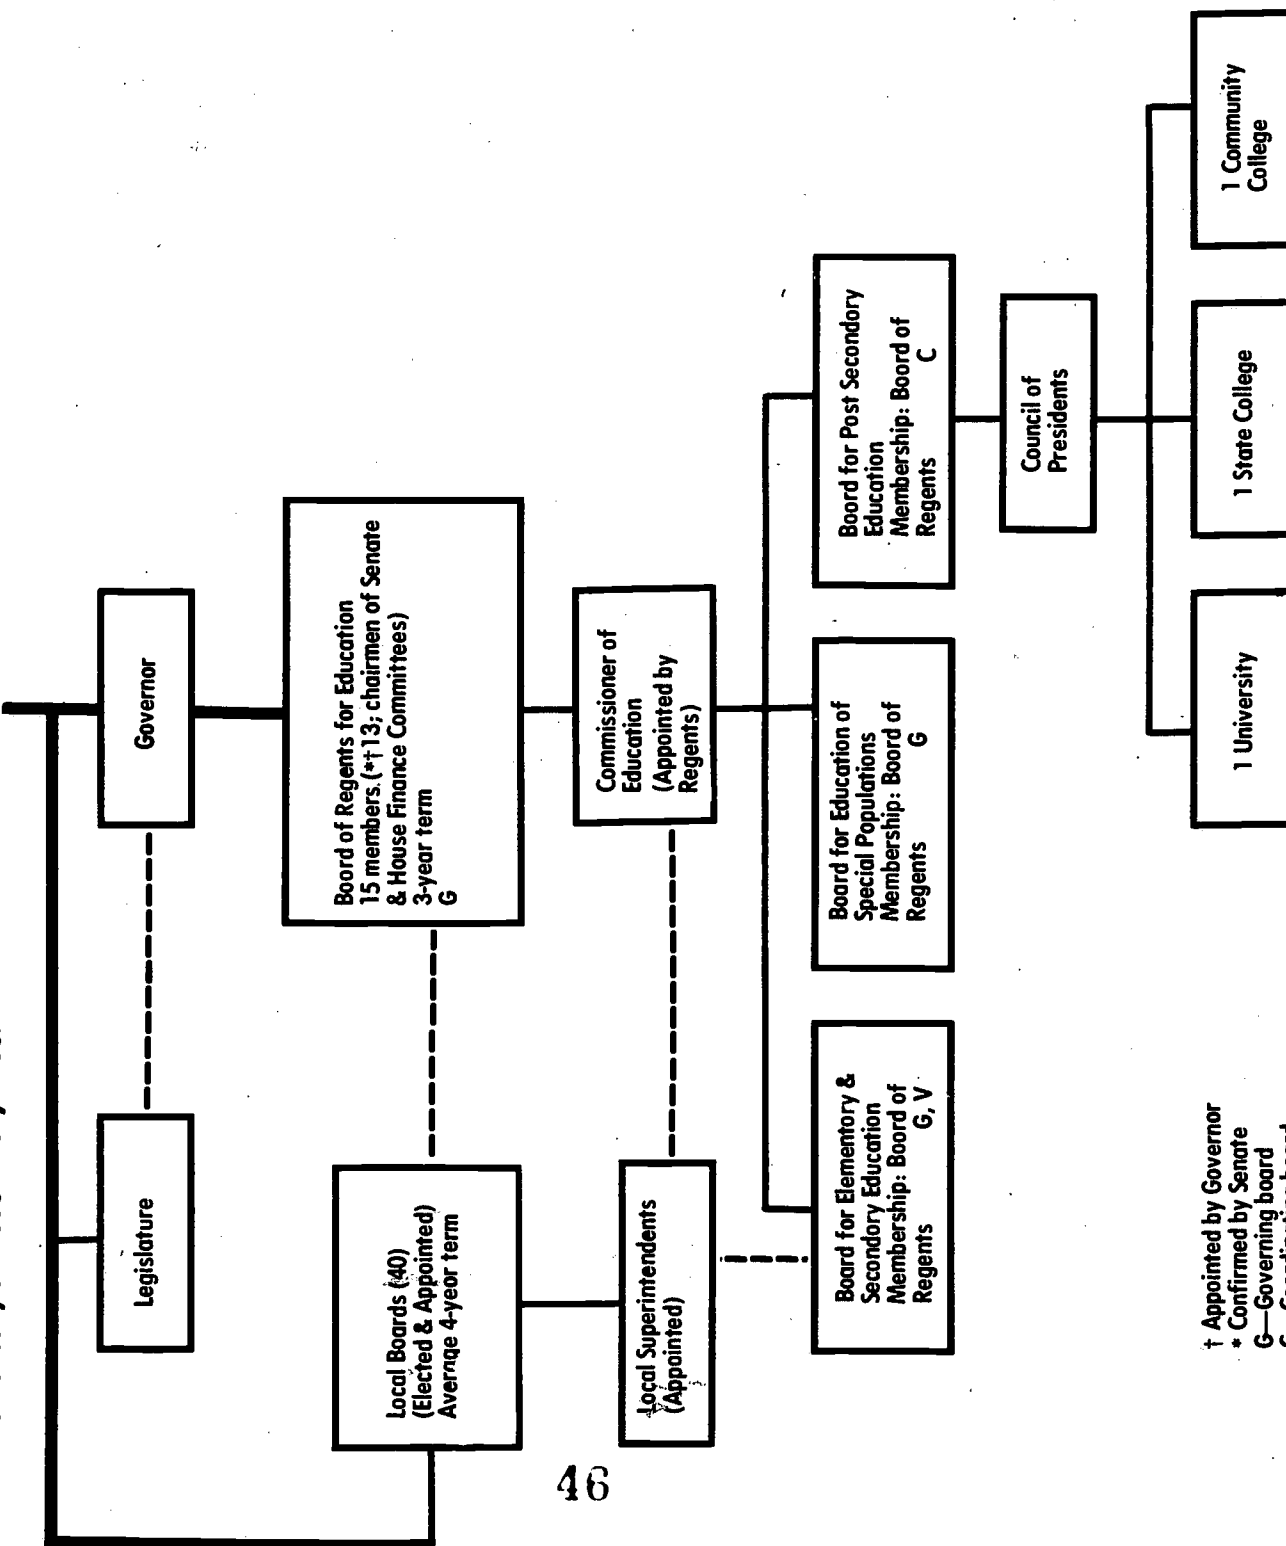 Governor
Legislature
Board of Regents for Education
15 members (*†13; chairmen of Senate
& House Finance Committees)
3-year term
G
Local Boards (40)
(Elected & Appointed)
Average 4-year term
Commissioner of
Education
(Appointed by
Regents)
Local Superintendents
(Appointed)
Board for Elementary &
Secondary Education
Membership: Board of
Regents G, V
Board for Education of
Special Populations
Membership: Board of
Regents G
Board for Post Secondary
Education
Membership: Board of
Regents C
Council of
Presidents
1 University
1 State College
1 Community
College
† Appointed by Governor
* Confirmed by Senate
G—Governing board
46